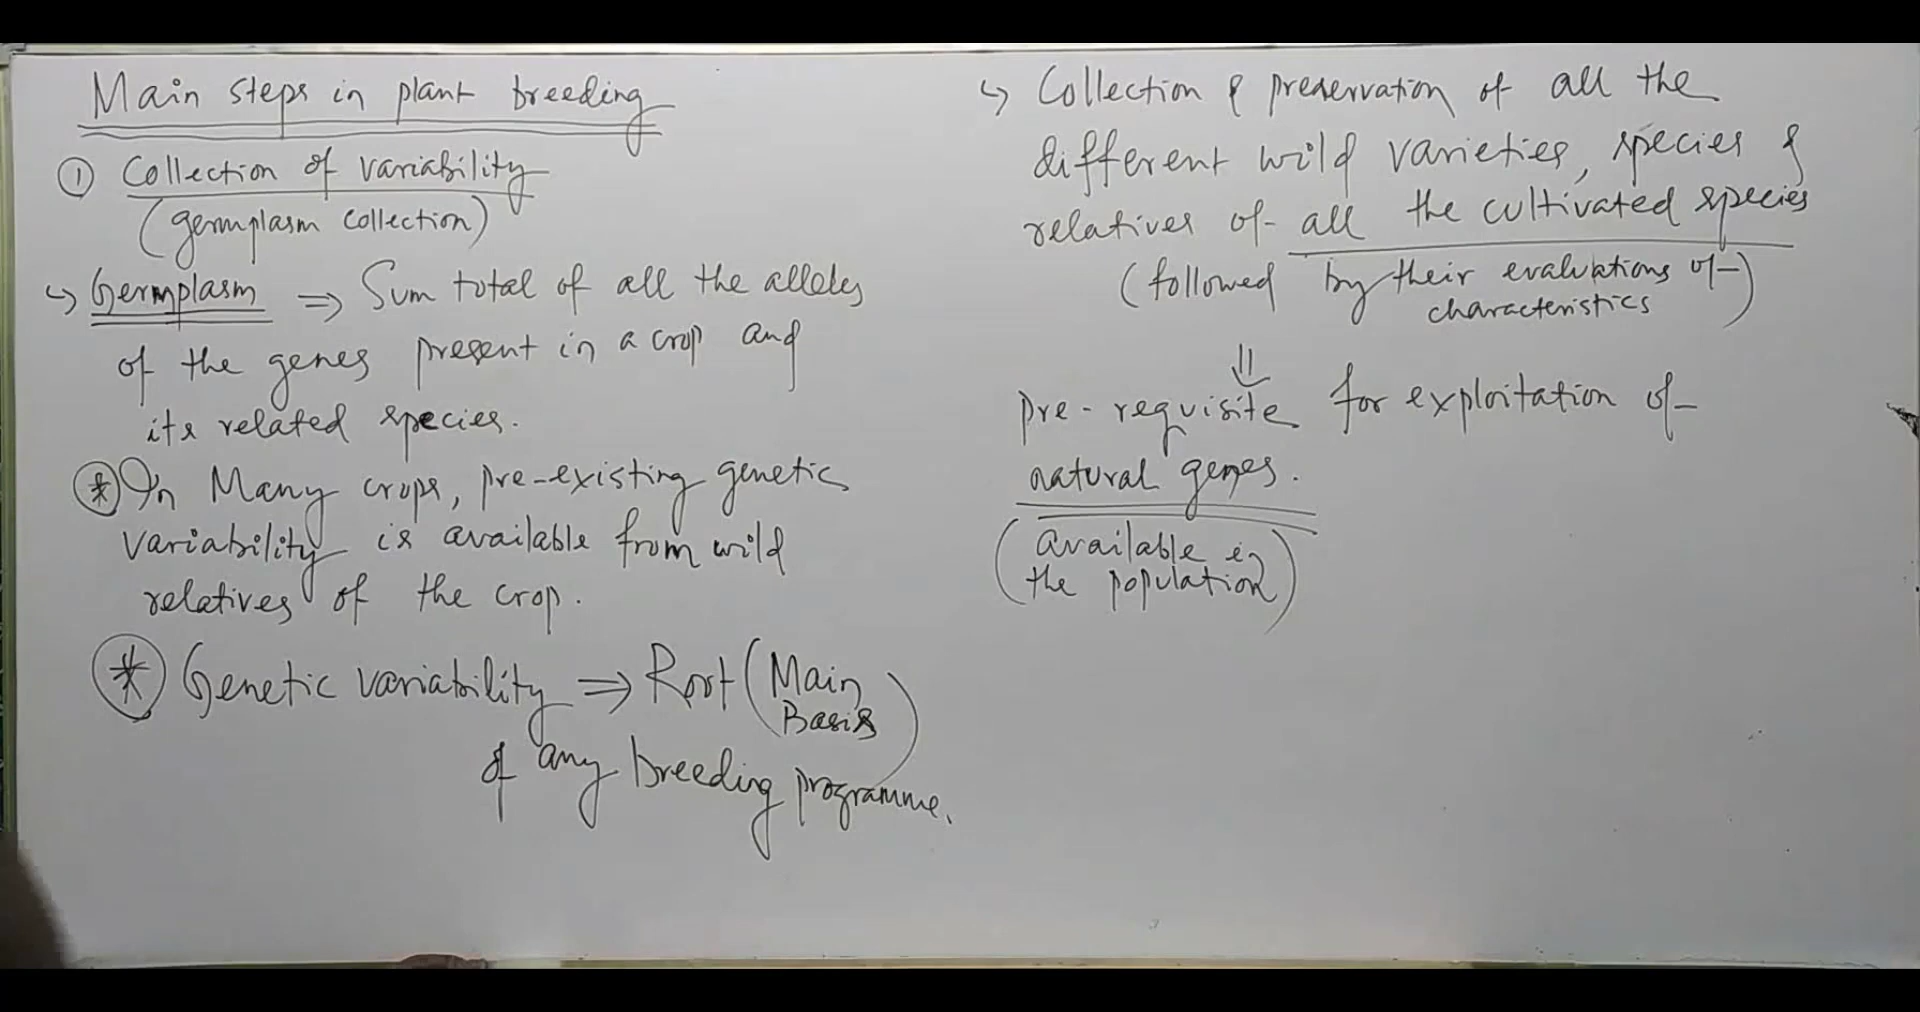 Main steps in plant breeding
① Collection of variability
(germplasm collection)
↳ Germplasm ⇒ Sum total of all the alleles
of the genes present in a crop and
its related species.
* In Many crops, pre-existing genetic
variability is available from wild
relatives of the crop.
* Genetic variability ⇒ Root (Main
Basis)
of any breeding programme.
↳ Collection & preservation of all the
different wild varieties, species &
relatives of all the cultivated species
(followed by their evaluations of
characteristics)
⇓
pre-requisite for exploitation of
natural genes.
(available in
the population)